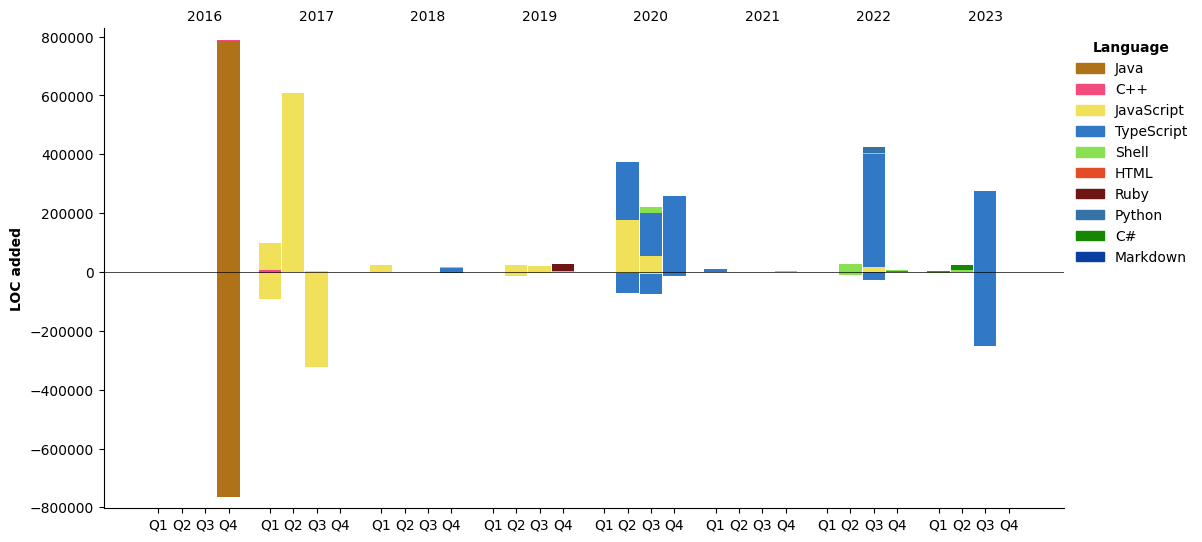 2016 2017 2018 2019 2020 2021 2022 2023
800000
600000
400000
200000
0
−200000
−400000
−600000
−800000
LOC added
Q1 Q2 Q3 Q4 Q1 Q2 Q3 Q4 Q1 Q2 Q3 Q4 Q1 Q2 Q3 Q4 Q1 Q2 Q3 Q4 Q1 Q2 Q3 Q4 Q1 Q2 Q3 Q4 Q1 Q2 Q3 Q4
Language
Java
C++
JavaScript
TypeScript
Shell
HTML
Ruby
Python
C#
Markdown